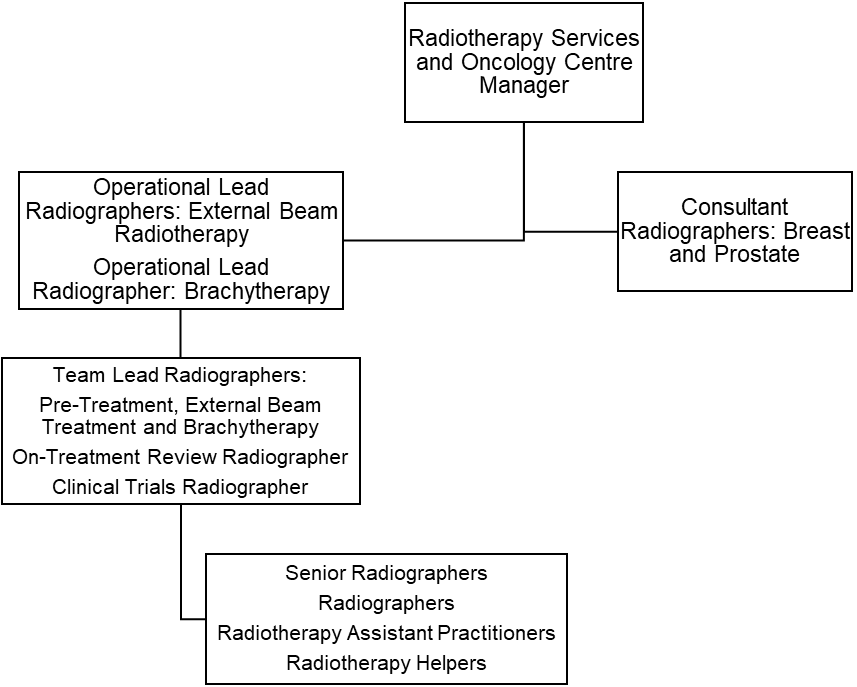 Radiotherapy Services
and Oncology Centre
Manager
Operational Lead
Radiographers: External Beam
Radiotherapy
Operational Lead
Radiographer: Brachytherapy
Consultant
Radiographers: Breast
and Prostate
Team Lead Radiographers:
Pre-Treatment, External Beam
Treatment and Brachytherapy
On-Treatment Review Radiographer
Clinical Trials Radiographer
Senior Radiographers
Radiographers
Radiotherapy Assistant Practitioners
Radiotherapy Helpers